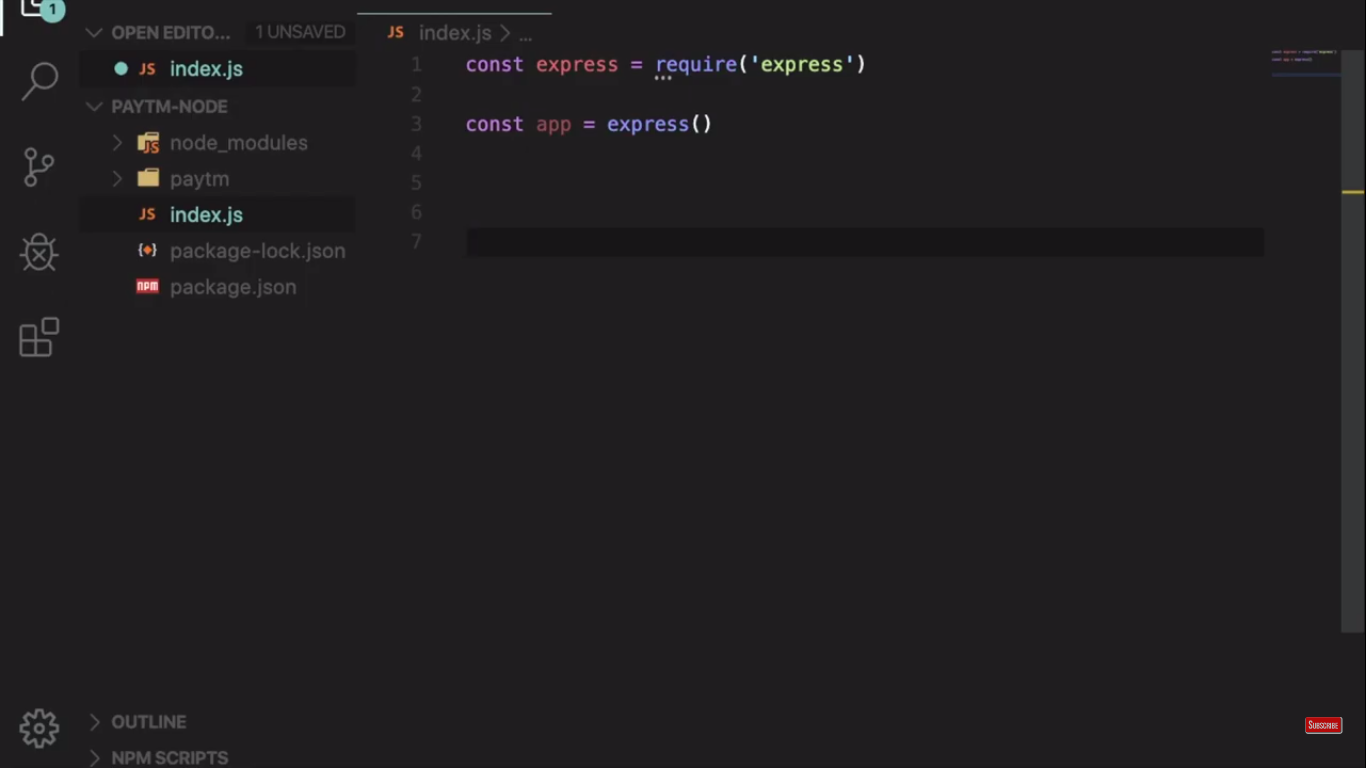 1
OPEN EDITO... 1 UNSAVED
JS index.js
PAYTM-NODE
JS node_modules
paytm
JS index.js
package-lock.json
npm package.json
JS index.js > ...
1 const express = require('express')
2
3 const app = express()
4
5
6
7
OUTLINE
NPM SCRIPTS
SUBSCRIBE